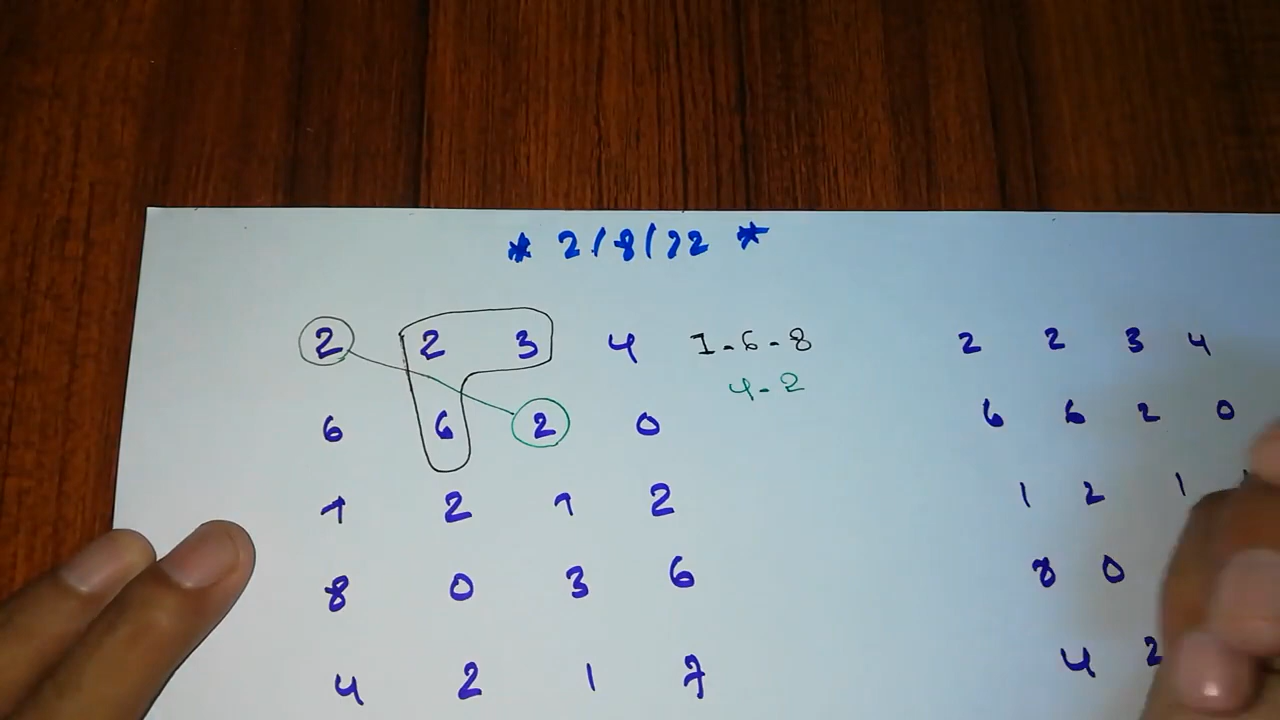 * 2/8/22 *
2 2 3 4 1-6-8
4-2
6 6 2 0
1 2 1 2
8 0 3 6
4 2 1 7
2 2 3 4
6 6 2 0
1 2 1
8 0
4 2